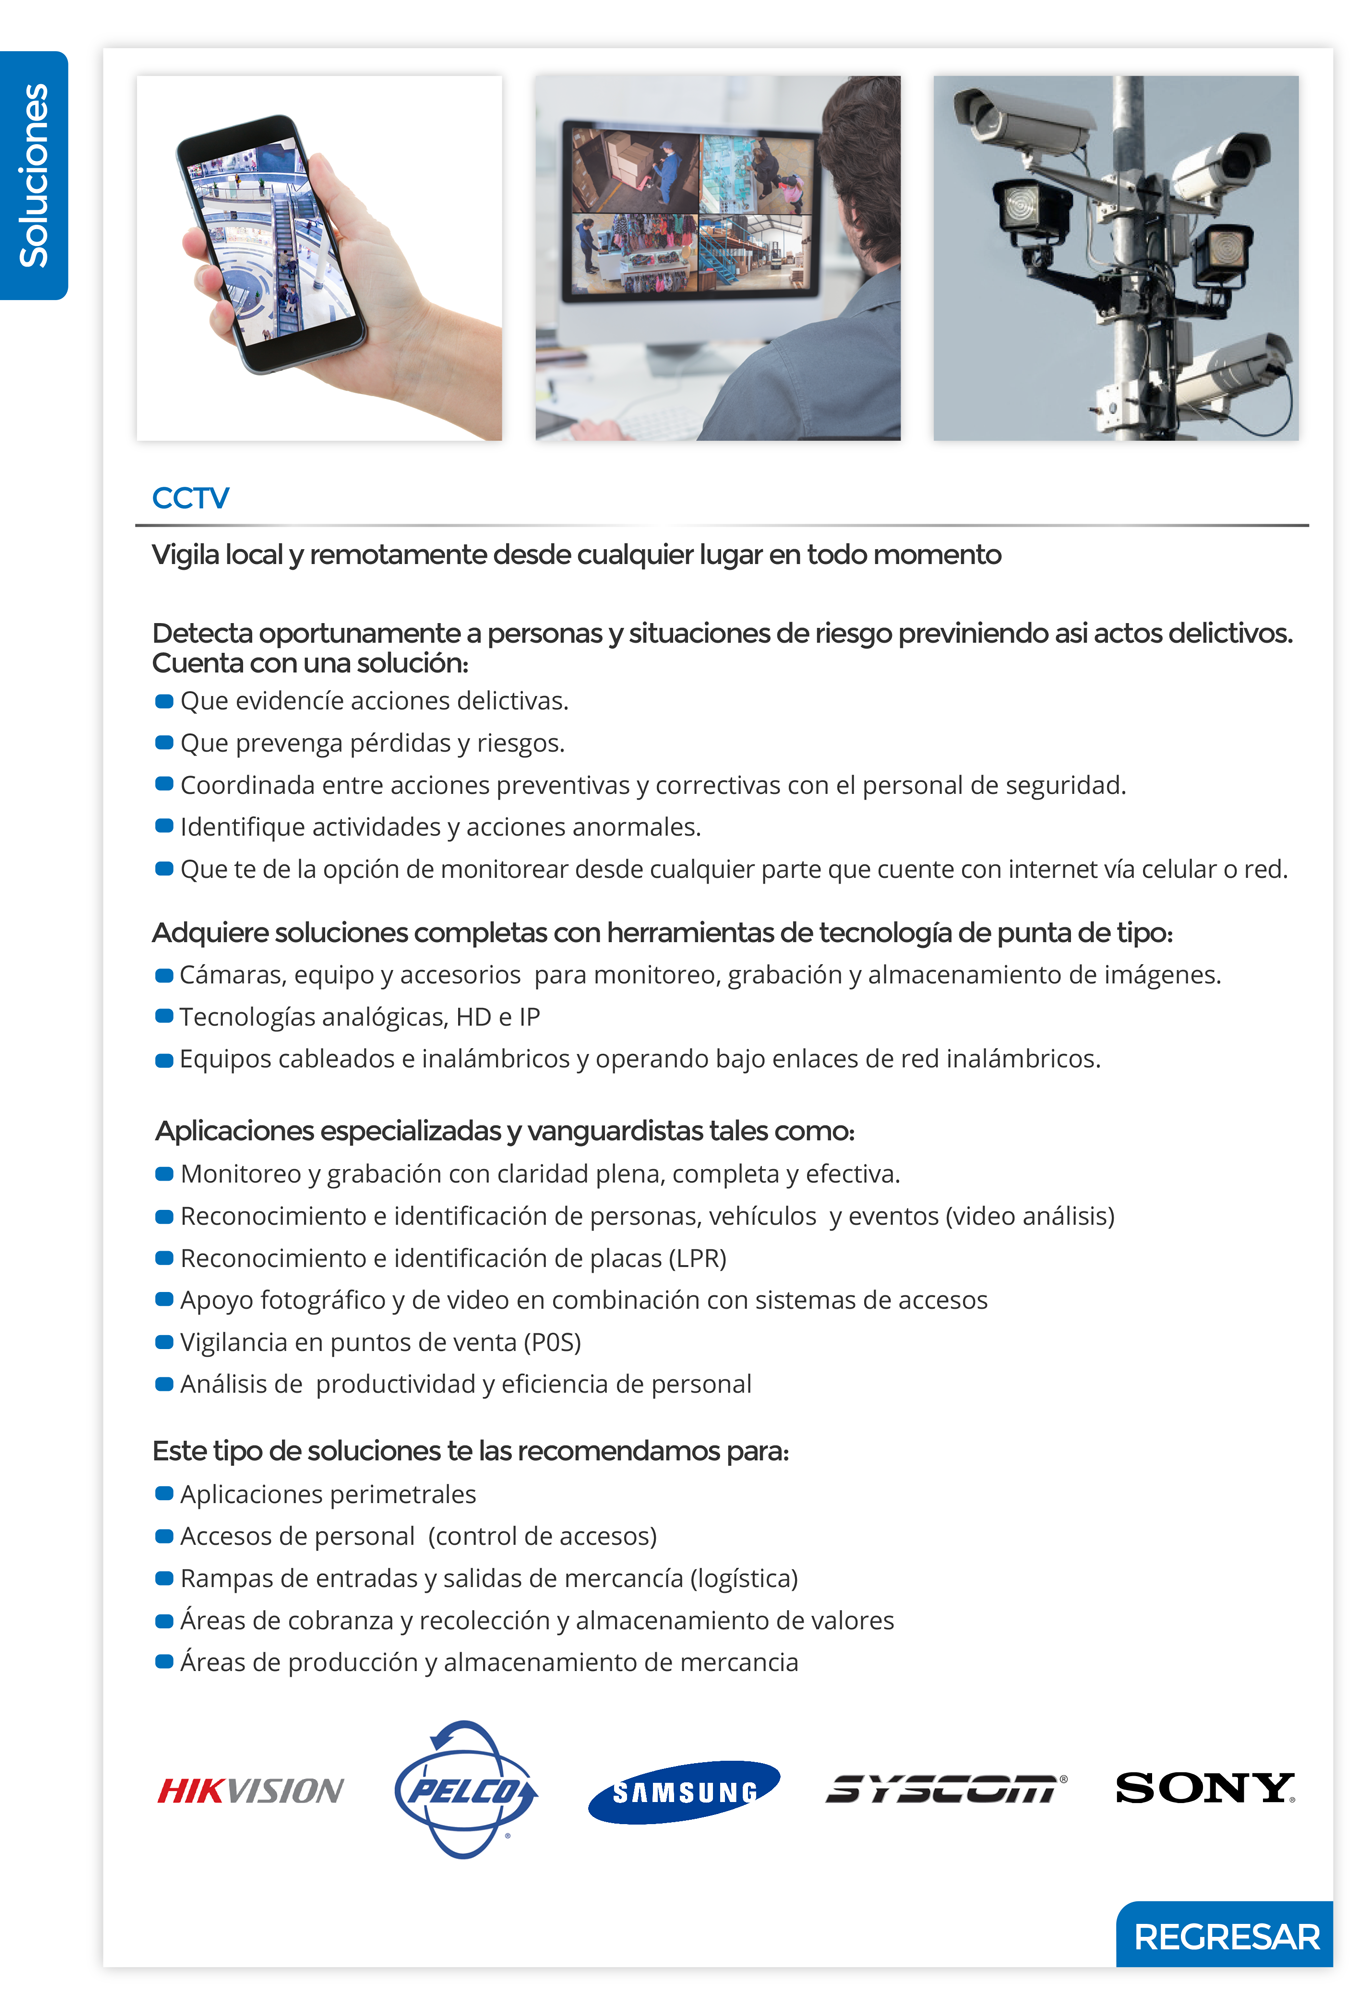 Soluciones
CCTV
Vigila local y remotamente desde cualquier lugar en todo momento
Detecta oportunamente a personas y situaciones de riesgo previniendo asi actos delictivos.
Cuenta con una solución:
Que evidencíe acciones delictivas.
Que prevenga pérdidas y riesgos.
Coordinada entre acciones preventivas y correctivas con el personal de seguridad.
Identifique actividades y acciones anormales.
Que te de la opción de monitorear desde cualquier parte que cuente con internet vía celular o red.
Adquiere soluciones completas con herramientas de tecnología de punta de tipo:
Cámaras, equipo y accesorios  para monitoreo, grabación y almacenamiento de imágenes.
Tecnologías analógicas, HD e IP
Equipos cableados e inalámbricos y operando bajo enlaces de red inalámbricos.
Aplicaciones especializadas y vanguardistas tales como:
Monitoreo y grabación con claridad plena, completa y efectiva.
Reconocimiento e identificación de personas, vehículos  y eventos (video análisis)
Reconocimiento e identificación de placas (LPR)
Apoyo fotográfico y de video en combinación con sistemas de accesos
Vigilancia en puntos de venta (P0S)
Análisis de  productividad y eficiencia de personal
Este tipo de soluciones te las recomendamos para:
Aplicaciones perimetrales
Accesos de personal  (control de accesos)
Rampas de entradas y salidas de mercancía (logística)
Áreas de cobranza y recolección y almacenamiento de valores
Áreas de producción y almacenamiento de mercancia
HIKVISION
PELCO®
SAMSUNG
SYSCOM®
SONY®
REGRESAR